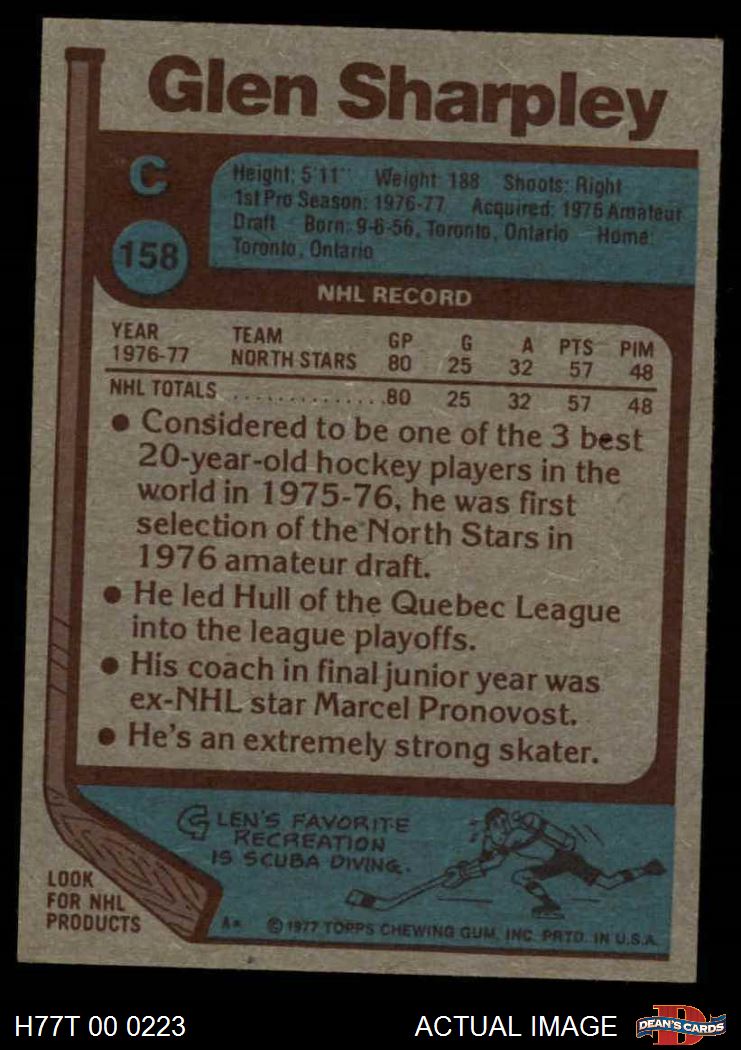 Glen Sharpley
C
158
Height: 5'11" Weight: 188 Shoots: Right
1st Pro Season: 1976-77 Acquired: 1976 Amateur
Draft Born: 9-6-56, Toronto, Ontario Home:
Toronto, Ontario
NHL RECORD
YEAR TEAM GP G A PTS PIM
1976-77 NORTH STARS 80 25 32 57 48
NHL TOTALS ...............80 25 32 57 48
● Considered to be one of the 3 best
20-year-old hockey players in the
world in 1975-76, he was first
selection of the North Stars in
1976 amateur draft.
● He led Hull of the Quebec League
into the league playoffs.
● His coach in final junior year was
ex-NHL star Marcel Pronovost.
● He's an extremely strong skater.
GLEN'S FAVORITE
RECREATION
IS SCUBA DIVING.
LOOK
FOR NHL
PRODUCTS
A* © 1977 TOPPS CHEWING GUM, INC. PRTD. IN U.S.A.
H77T 00 0223 ACTUAL IMAGE D DEAN'S CARDS